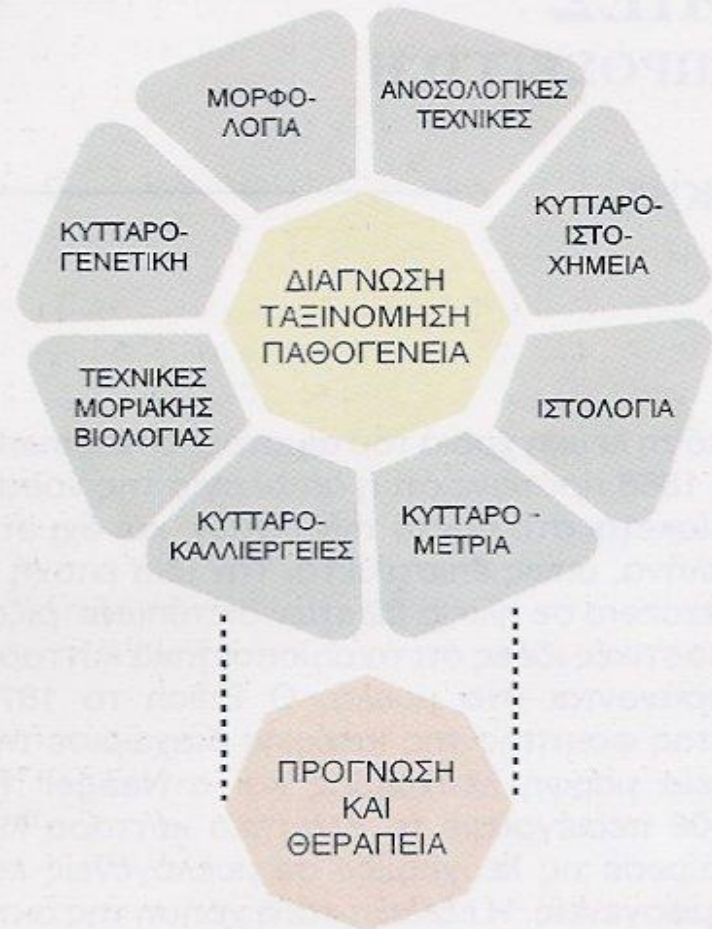 ΜΟΡΦΟ-
ΛΟΓΙΑ
ΑΝΟΣΟΛΟΓΙΚΕΣ
ΤΕΧΝΙΚΕΣ
ΚΥΤΤΑΡΟ-
ΙΣΤΟ-
ΧΗΜΕΙΑ
ΙΣΤΟΛΟΓΙΑ
ΚΥΤΤΑΡΟ -
ΜΕΤΡΙΑ
ΚΥΤΤΑΡΟ-
ΚΑΛΛΙΕΡΓΕΙΕΣ
ΤΕΧΝΙΚΕΣ
ΜΟΡΙΑΚΗΣ
ΒΙΟΛΟΓΙΑΣ
ΚΥΤΤΑΡΟ-
ΓΕΝΕΤΙΚΗ
ΔΙΑΓΝΩΣΗ
ΤΑΞΙΝΟΜΗΣΗ
ΠΑΘΟΓΕΝΕΙΑ
ΠΡΟΓΝΩΣΗ
ΚΑΙ
ΘΕΡΑΠΕΙΑ